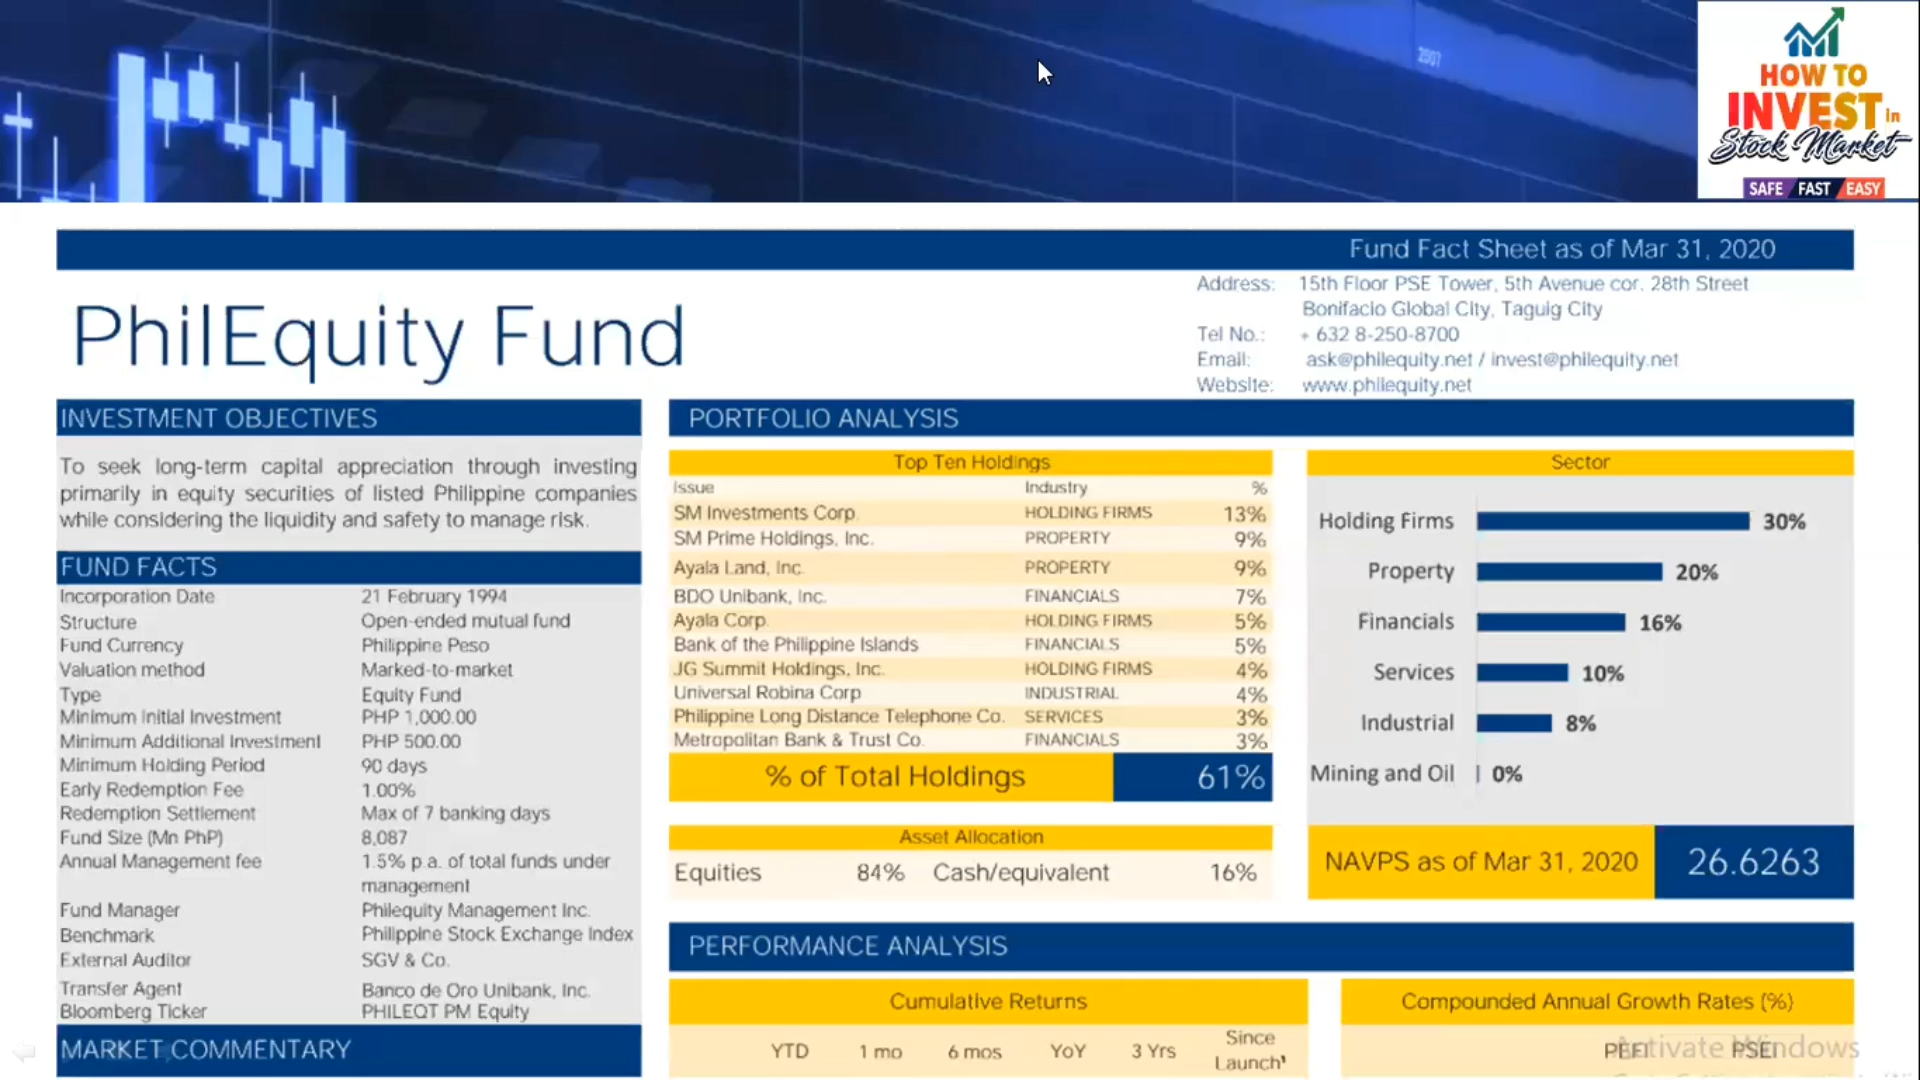 2007
HOW TO
INVEST in
Stock Market
SAFE FAST EASY
Fund Fact Sheet as of Mar 31, 2020
PhilEquity Fund
Address: 15th Floor PSE Tower, 5th Avenue cor. 28th Street
Bonifacio Global City, Taguig City
Tel No.: + 632 8-250-8700
Email: ask@philequity.net / invest@philequity.net
Website: www.philequity.net
INVESTMENT OBJECTIVES
To seek long-term capital appreciation through investing
primarily in equity securities of listed Philippine companies
while considering the liquidity and safety to manage risk.
FUND FACTS
Incorporation Date 21 February 1994
Structure Open-ended mutual fund
Fund Currency Philippine Peso
Valuation method Marked-to-market
Type Equity Fund
Minimum Initial Investment PHP 1,000.00
Minimum Additional Investment PHP 500.00
Minimum Holding Period 90 days
Early Redemption Fee 1.00%
Redemption Settlement Max of 7 banking days
Fund Size (Mn PhP) 8,087
Annual Management fee 1.5% p.a. of total funds under
management
Fund Manager Philequity Management Inc.
Benchmark Philippine Stock Exchange Index
External Auditor SGV & Co.
Transfer Agent Banco de Oro Unibank, Inc.
Bloomberg Ticker PHILEQT PM Equity
MARKET COMMENTARY
PORTFOLIO ANALYSIS
Top Ten Holdings
Issue Industry %
SM Investments Corp. HOLDING FIRMS 13%
SM Prime Holdings, Inc. PROPERTY 9%
Ayala Land, Inc. PROPERTY 9%
BDO Unibank, Inc. FINANCIALS 7%
Ayala Corp. HOLDING FIRMS 5%
Bank of the Philippine Islands FINANCIALS 5%
JG Summit Holdings, Inc. HOLDING FIRMS 4%
Universal Robina Corp INDUSTRIAL 4%
Philippine Long Distance Telephone Co. SERVICES 3%
Metropolitan Bank & Trust Co. FINANCIALS 3%
% of Total Holdings 61%
Asset Allocation
Equities 84% Cash/equivalent 16%
Sector
Holding Firms 30%
Property 20%
Financials 16%
Services 10%
Industrial 8%
Mining and Oil 0%
NAVPS as of Mar 31, 2020 26.6263
PERFORMANCE ANALYSIS
Cumulative Returns
YTD 1 mo 6 mos YoY 3 Yrs Since
Launch¹
Compounded Annual Growth Rates (%)
PEFI PSEi
Activate Windows